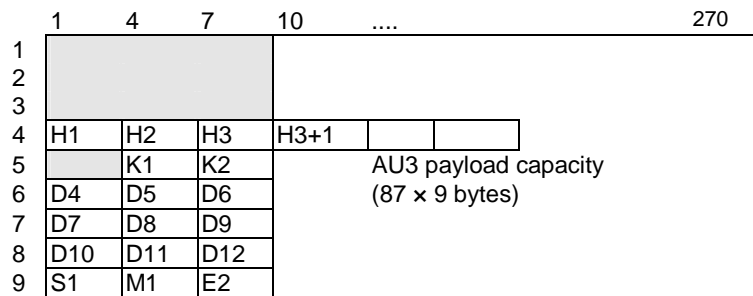 1 4 7 10 .... 270
1
2
3
4 H1 H2 H3 H3+1
5 K1 K2 AU3 payload capacity
6 D4 D5 D6 (87 × 9 bytes)
7 D7 D8 D9
8 D10 D11 D12
9 S1 M1 E2